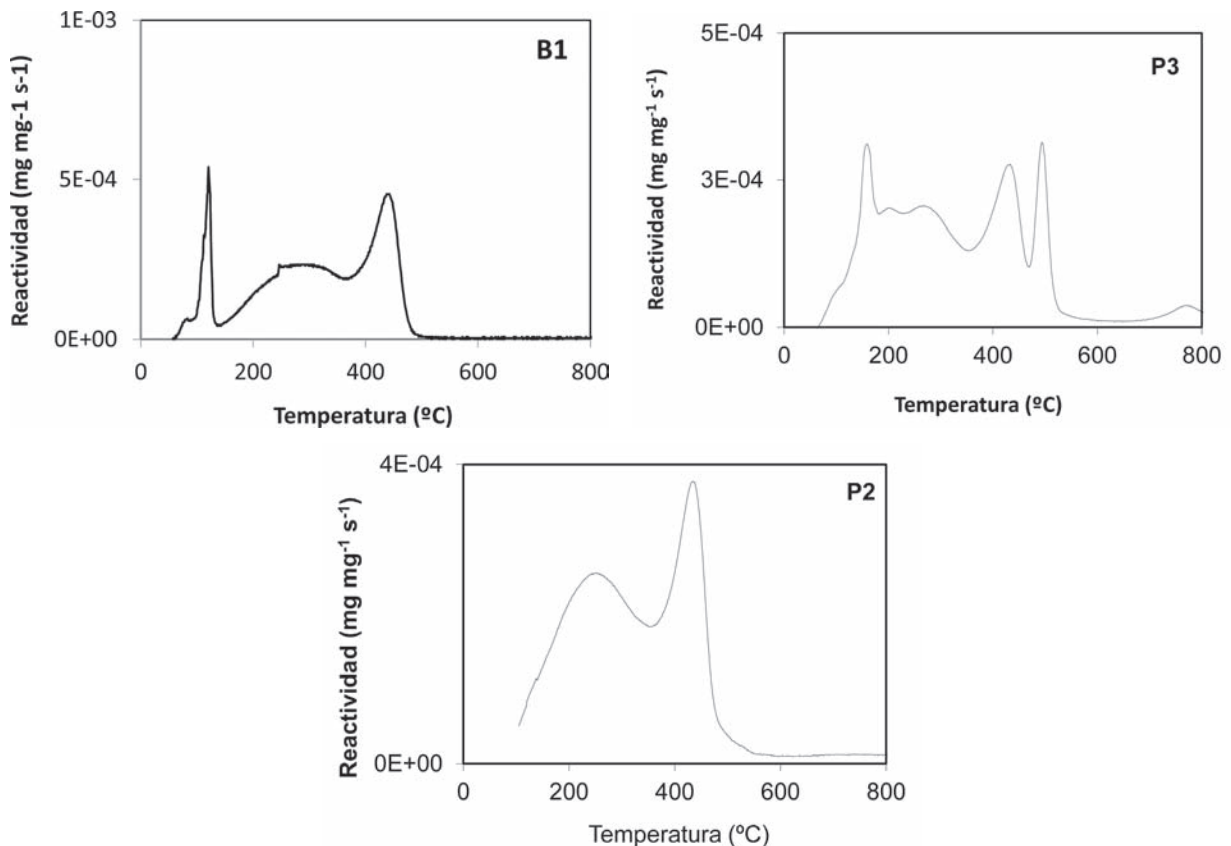 1E-03
B1
Reactividad (mg mg-1 s-1)
5E-04
0E+00
0 200 400 600 800
Temperatura (ºC)
5E-04
P3
Reactividad (mg mg⁻¹ s⁻¹)
3E-04
0E+00
0 200 400 600 800
Temperatura (ºC)
4E-04
P2
Reactividad (mg mg⁻¹ s⁻¹)
0E+00
0 200 400 600 800
Temperatura (ºC)